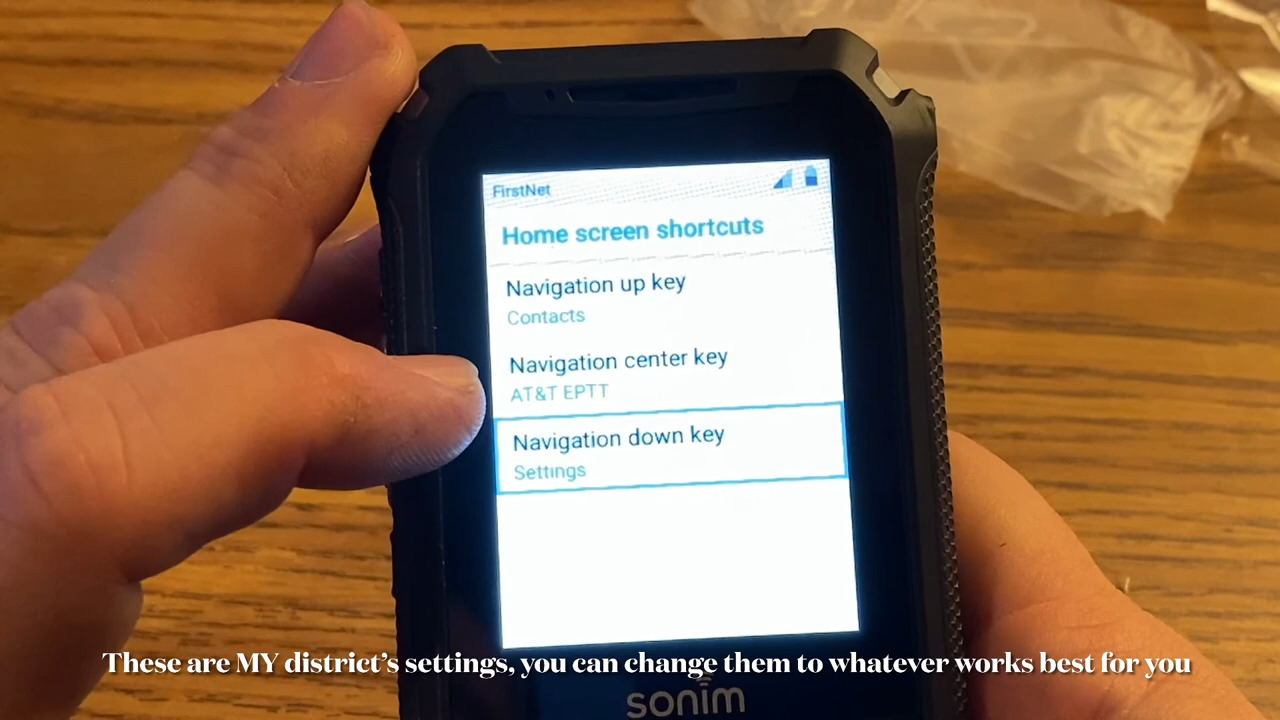 FirstNet
Home screen shortcuts
Navigation up key
Contacts
Navigation center key
AT&T EPTT
Navigation down key
Settings
These are MY district's settings, you can change them to whatever works best for you
sonim